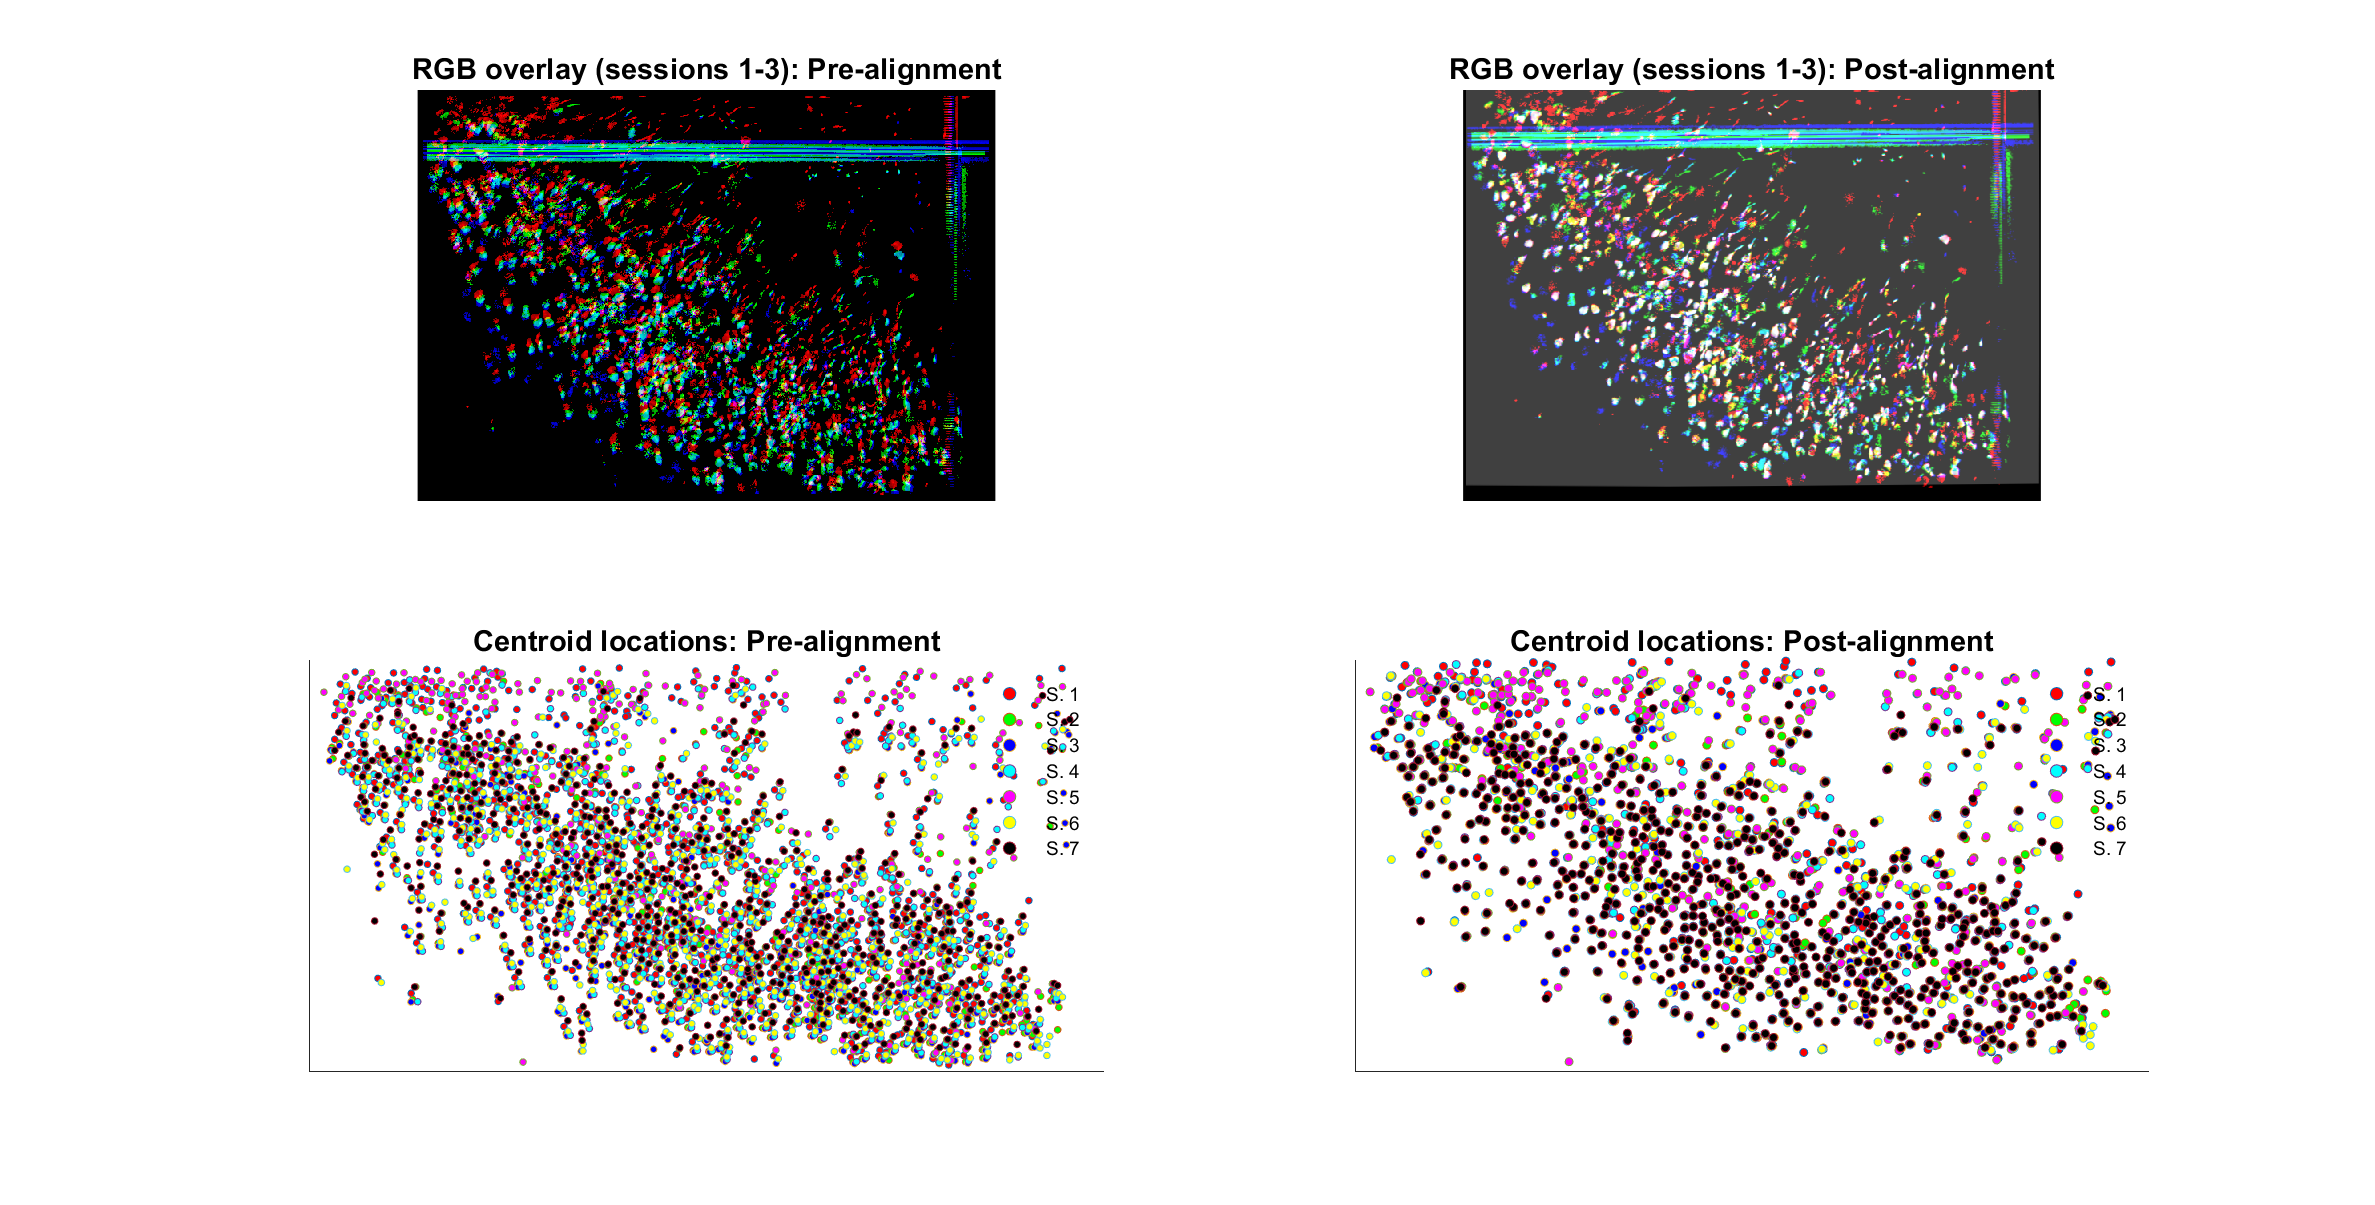 RGB overlay (sessions 1-3): Pre-alignment
RGB overlay (sessions 1-3): Post-alignment
Centroid locations: Pre-alignment
S. 1
S. 2
S. 3
S. 4
S. 5
S. 6
S. 7
Centroid locations: Post-alignment
S. 1
S. 2
S. 3
S. 4
S. 5
S. 6
S. 7